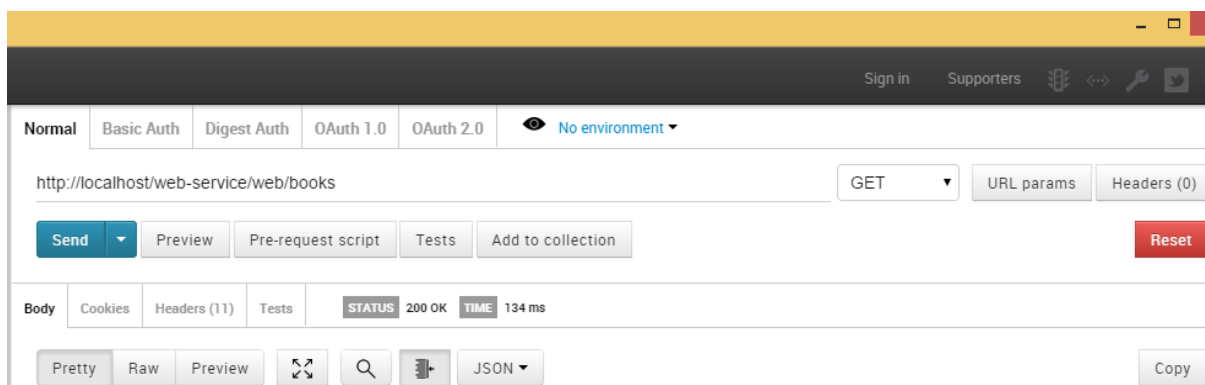 Sign in Supporters
Normal Basic Auth Digest Auth OAuth 1.0 OAuth 2.0 No environment
http://localhost/web-service/web/books GET URL params Headers (0)
Send Preview Pre-request script Tests Add to collection Reset
Body Cookies Headers (11) Tests STATUS 200 OK TIME 134 ms
Pretty Raw Preview JSON Copy